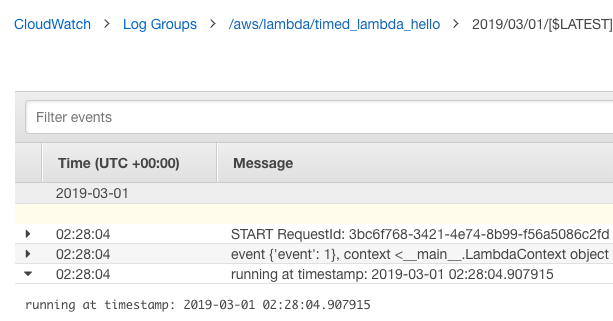 CloudWatch > Log Groups > /aws/lambda/timed_lambda_hello > 2019/03/01/[$LATEST]
Filter events
Time (UTC +00:00) Message
2019-03-01
02:28:04 START RequestId: 3bc6f768-3421-4e74-8b99-f56a5086c2fd
02:28:04 event {'event': 1}, context <__main__.LambdaContext object
02:28:04 running at timestamp: 2019-03-01 02:28:04.907915
running at timestamp: 2019-03-01 02:28:04.907915